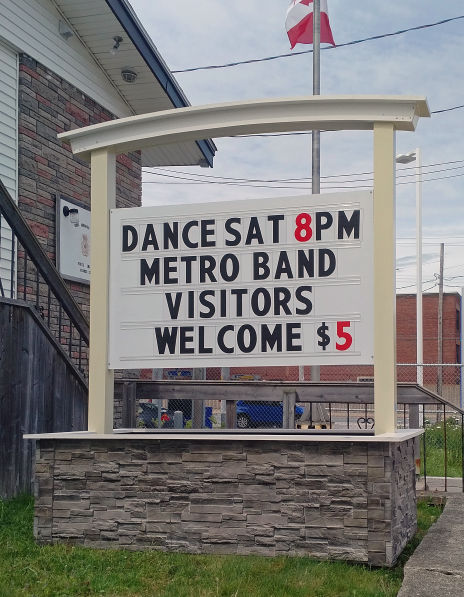 DANCE SAT 8PM
METRO BAND
VISITORS
WELCOME $5